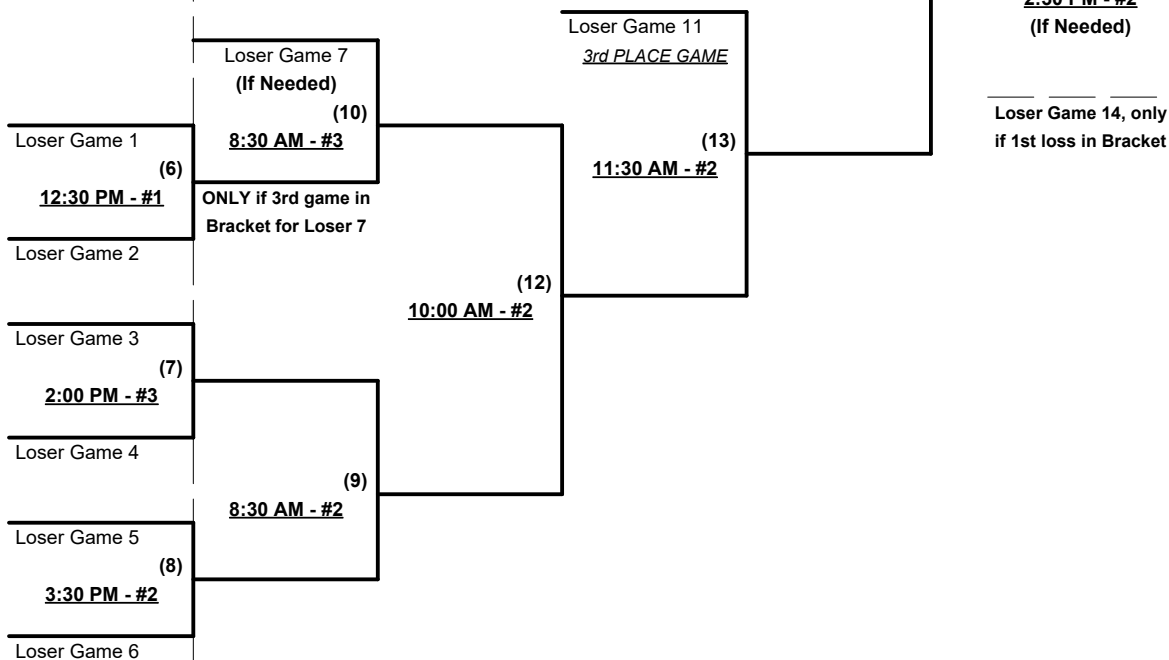 2:30 PM - #2
(If Needed)
Loser Game 14, only
if 1st loss in Bracket
Loser Game 11
3rd PLACE GAME
(13)
11:30 AM - #2
Loser Game 7
(If Needed)
(10)
8:30 AM - #3
ONLY if 3rd game in
Bracket for Loser 7
Loser Game 1
(6)
12:30 PM - #1
Loser Game 2
(12)
10:00 AM - #2
Loser Game 3
(7)
2:00 PM - #3
Loser Game 4
(9)
8:30 AM - #2
Loser Game 5
(8)
3:30 PM - #2
Loser Game 6